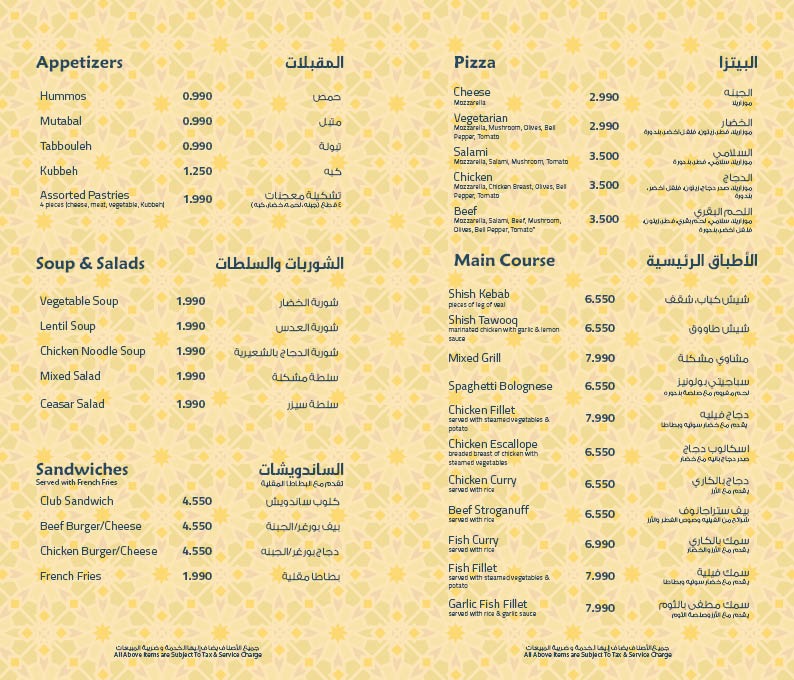 Appetizers المقبلات
Hummos 0.990 حمص
Mutabal 0.990 متبل
Tabbouleh 0.990 تبولة
Kubbeh 1.250 كبه
Assorted Pastries 1.990 تشكيلة معجنات
4 pieces (cheese, meat, vegetable, Kubbeh) ٤ قطع (جبنه، لحمه، خضار، كبه)
Soup & Salads الشوربات والسلطات
Vegetable Soup 1.990 شوربة الخضار
Lentil Soup 1.990 شوربة العدس
Chicken Noodle Soup 1.990 شوربة الدجاج بالشعيرية
Mixed Salad 1.990 سلطة مشكلة
Ceasar Salad 1.990 سلطة سيزر
Sandwiches الساندويشات
Served with French Fries تقدم مع البطاطا المقلية
Club Sandwich 4.550 كلوب ساندويش
Beef Burger/Cheese 4.550 بيف بورغر/الجبنة
Chicken Burger/Cheese 4.550 دجاج بورغر/الجبنه
French Fries 1.990 بطاطا مقلية
جميع الأصناف يضاف إليها الخدمة و ضريبة المبيعات
All Above Items are Subject To Tax & Service Charge
Pizza البيتزا
Cheese 2.990 الجبنه
Mozzarella موزاريلا
Vegetarian 2.990 الخضار
Mozzarella, Mushroom, Olives, Bell موزاريلا، فطر، زيتون، فلفل اخضر، بندورة
Pepper, Tomato
Salami 3.500 السلامي
Mozzarella, Salami, Mushroom, Tomato موزاريلا، سلامي، فطر، بندورة
Chicken 3.500 الدجاج
Mozzarella, Chicken Breast, Olives, Bell موزاريلا، صدر دجاج، زيتون، فلفل اخضر،
Pepper, Tomato بندورة
Beef 3.500 اللحم البقري
Mozzarella, Salami, Beef, Mushroom, موزاريلا، سلامي، لحم بقري، فطر، زيتون،
Olives, Bell Pepper, Tomato" فلفل اخضر، بندورة
Main Course الأطباق الرئيسية
Shish Kebab 6.550 شيش كباب، شقف
pieces of leg of veal
Shish Tawooq 6.550 شيش طاووق
marinated chicken with garlic & lemon
sauce
Mixed Grill 7.990 مشاوي مشكلة
Spaghetti Bolognese 6.550 سباجيتي بولونيز
لحم مفروم مع صلصة بندوره
Chicken Fillet 7.990 دجاج فيليه
served with steamed vegetables & يقدم مع خضار سوتيه وبطاطا
potato
Chicken Escallope 6.550 اسكالوب دجاج
breaded breast of chicken with صدر دجاج بانيه مع خضار
steamed vegetables
Chicken Curry 6.550 دجاج بالكاري
served with rice يقدم مع الأرز
Beef Stroganuff 6.550 بيف ستراجانوف
served with rice شرائح من الفيليه وصوص الفطر والأرز
Fish Curry 6.990 سمك بالكاري
served with rice يقدم مع الأرز والخضار
Fish Fillet 7.990 سمك فيلية
served with steamed vegetables & يقدم مع خضار سوتيه وبطاطا
potato
Garlic Fish Fillet 7.990 سمك مطفي بالثوم
served with rice & garlic sauce يقدم مع الأرز وصلصة الثوم
جميع الأصناف يضاف إليها الخدمة و ضريبة المبيعات
All Above Items are Subject To Tax & Service Charge